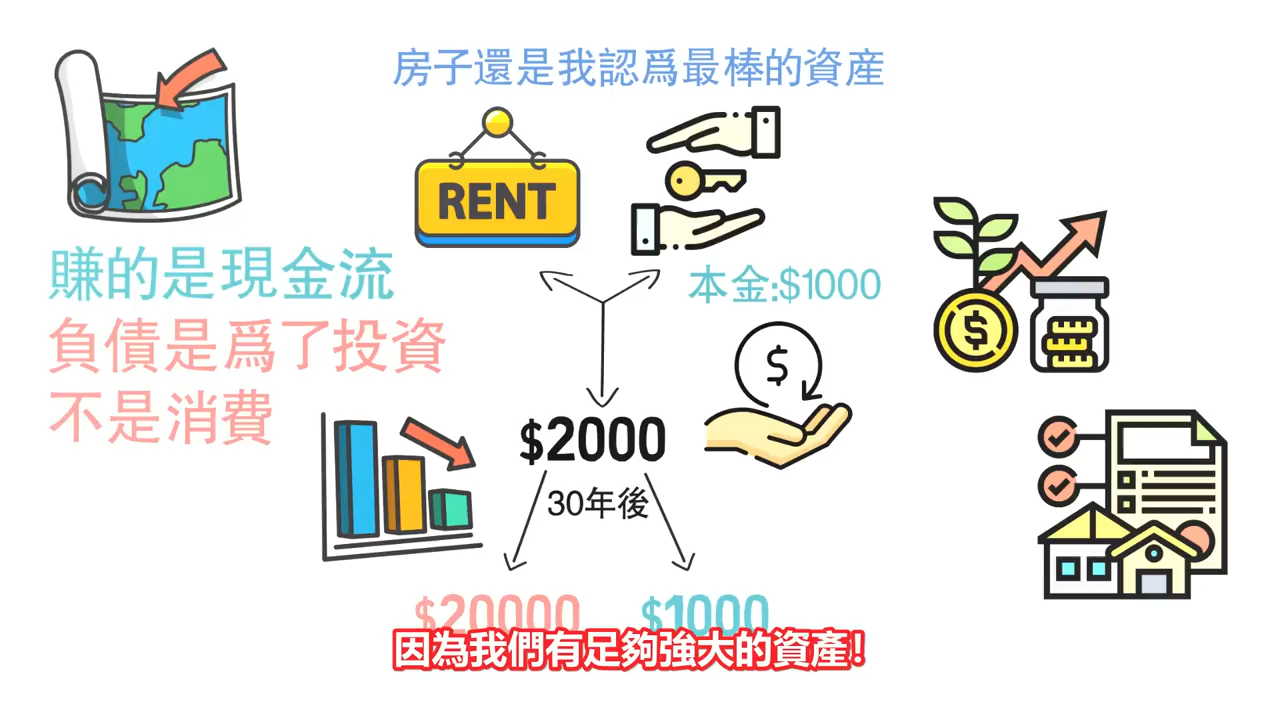 房子還是我認爲最棒的資産
RENT
賺的是現金流
負債是爲了投資
不是消費
本金:$1000
$
$
$2000
30年後
$20000
$1000
因為我們有足夠強大的資產!